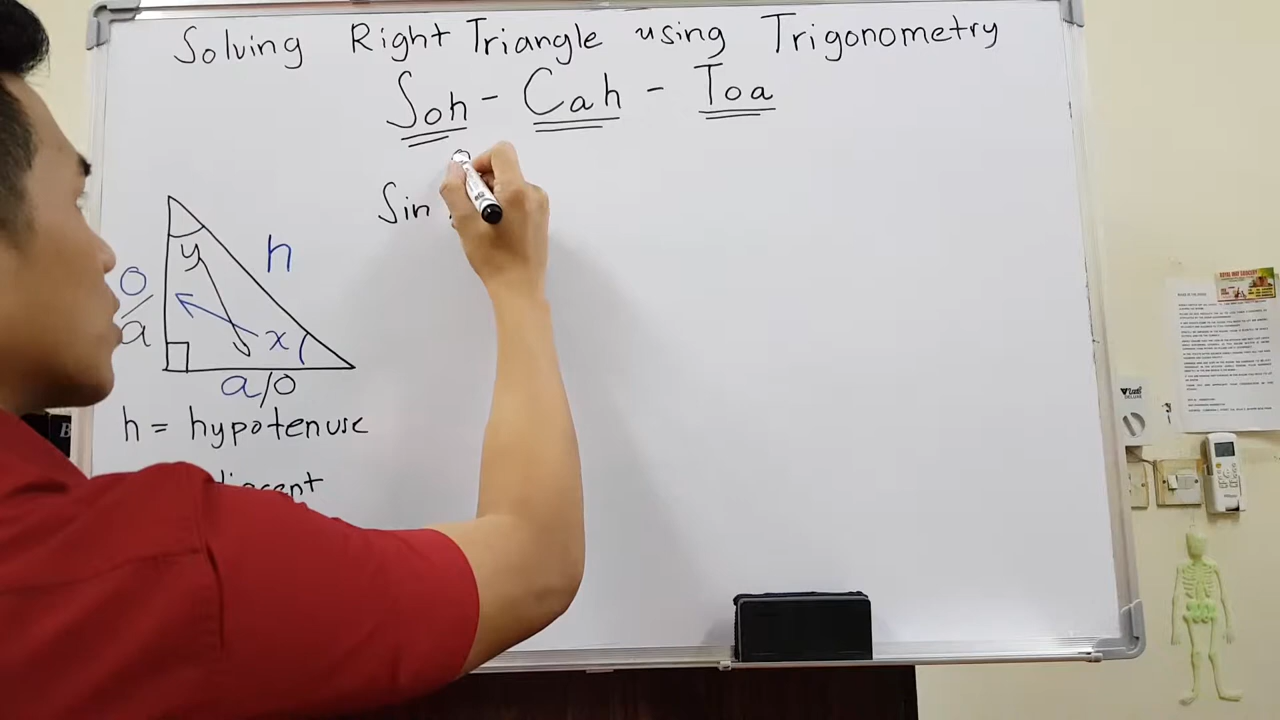 Solving Right Triangle using Trigonometry
Soh - Cah - Toa
Sin
y
h
o/a
x
a/o
h = hypotenuse